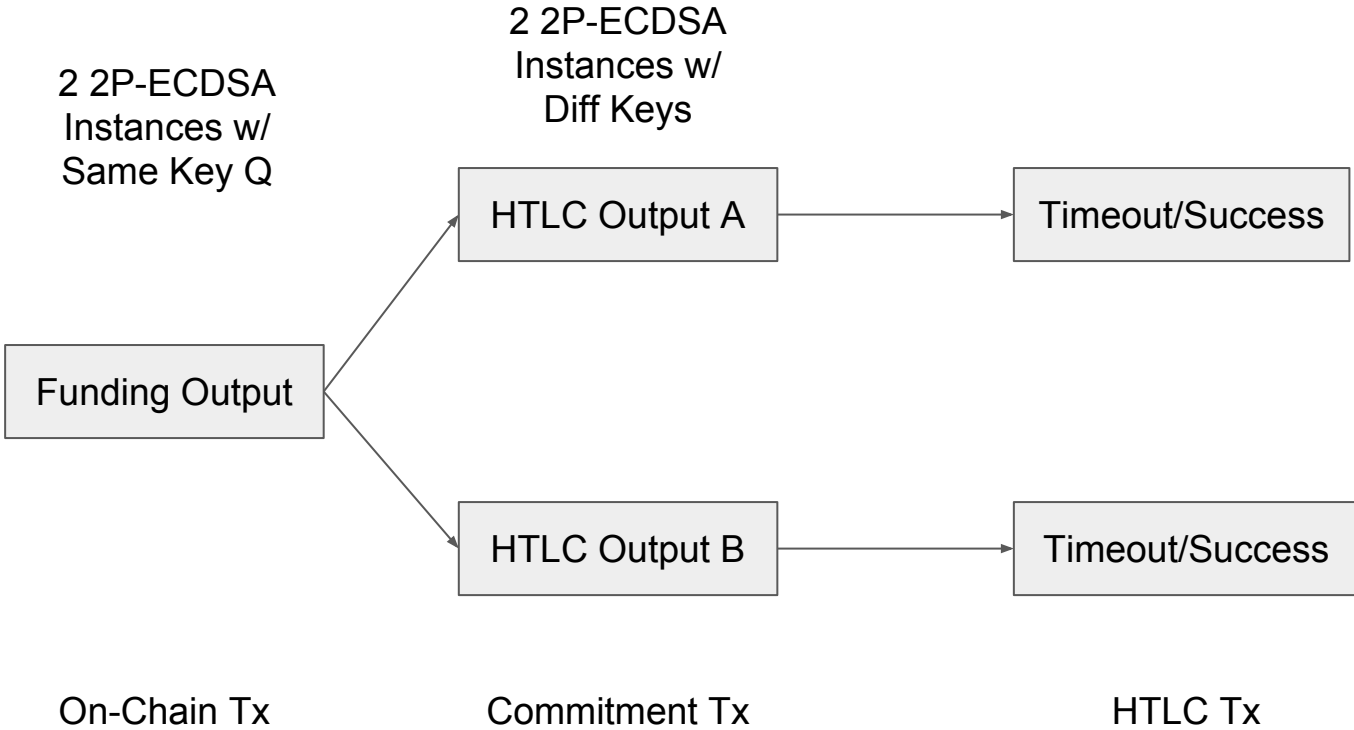 2 2P-ECDSA
Instances w/
Same Key Q
2 2P-ECDSA
Instances w/
Diff Keys
HTLC Output A
Timeout/Success
Funding Output
HTLC Output B
Timeout/Success
On-Chain Tx
Commitment Tx
HTLC Tx